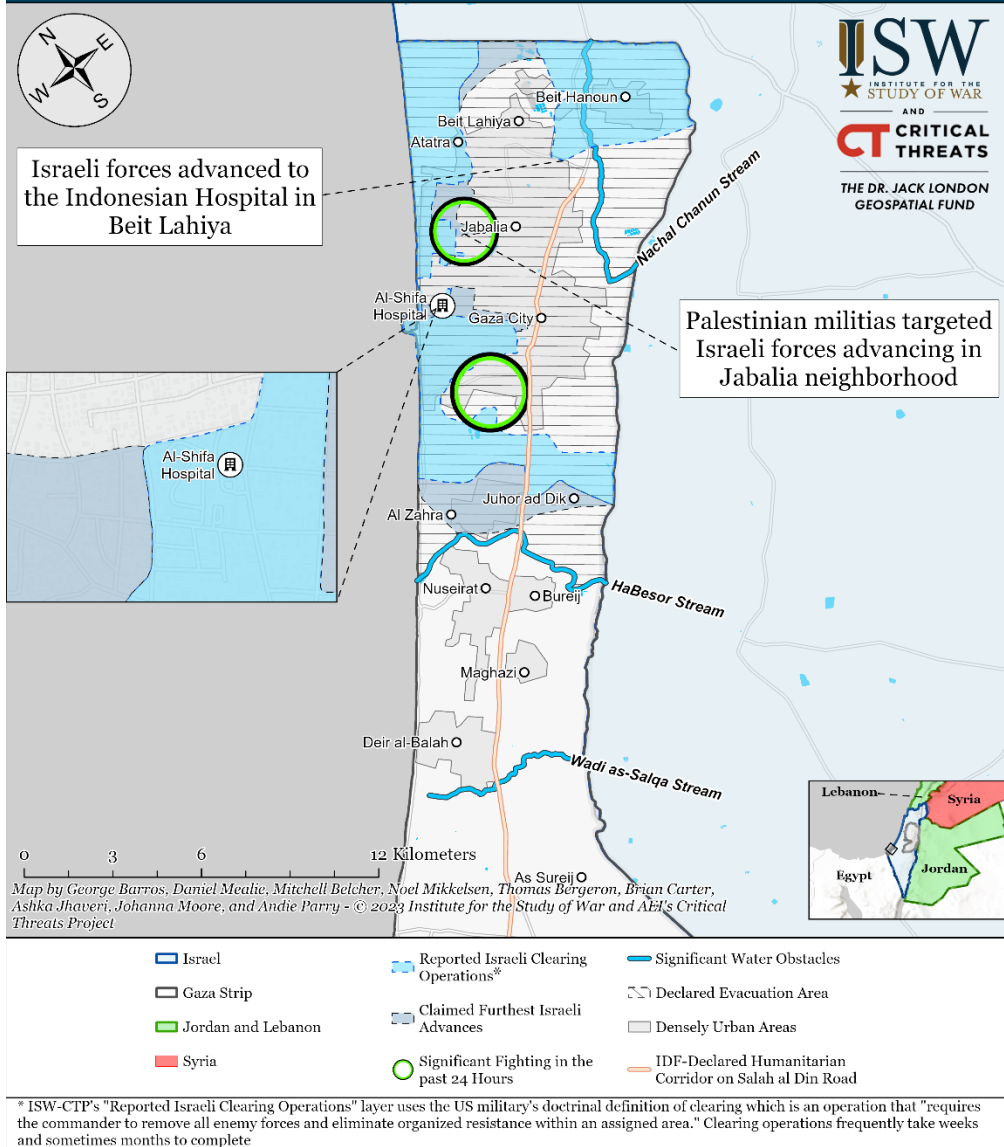 N
E
W
S
ISW
INSTITUTE FOR THE
STUDY OF WAR
AND
CT CRITICAL
THREATS
THE DR. JACK LONDON
GEOSPATIAL FUND
Beit Hanoun
Beit Lahiya
Atatra
Israeli forces advanced to
the Indonesian Hospital in
Beit Lahiya
Nachal Chanun Stream
Jabalia
Al-Shifa
Hospital
Gaza City
Palestinian militias targeted
Israeli forces advancing in
Jabalia neighborhood
Al-Shifa
Hospital
Juhor ad Dik
Al Zahra
Nuseirat
Bureij
HaBesor Stream
Maghazi
Deir al-Balah
Wadi as-Salqa Stream
Lebanon
Syria
Jordan
Egypt
0 3 6 12 Kilometers
As Sureij
Map by George Barros, Daniel Mealie, Mitchell Belcher, Noel Mikkelsen, Thomas Bergeron, Brian Carter,
Ashka Jhaveri, Johanna Moore, and Andie Parry - © 2023 Institute for the Study of War and AEI's Critical
Threats Project
Israel
Gaza Strip
Jordan and Lebanon
Syria
Reported Israeli Clearing
Operations*
Claimed Furthest Israeli
Advances
Significant Fighting in the
past 24 Hours
Significant Water Obstacles
Declared Evacuation Area
Densely Urban Areas
IDF-Declared Humanitarian
Corridor on Salah al Din Road
* ISW-CTP's "Reported Israeli Clearing Operations" layer uses the US military's doctrinal definition of clearing which is an operation that "requires
the commander to remove all enemy forces and eliminate organized resistance within an assigned area." Clearing operations frequently take weeks
and sometimes months to complete